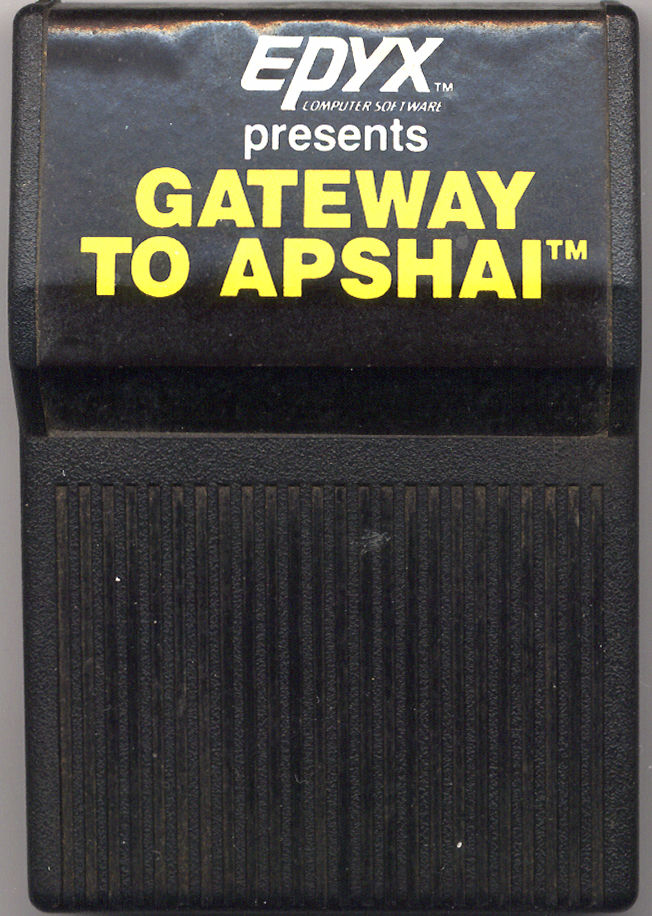 EPYX™
COMPUTER SOFTWARE
presents
GATEWAY
TO APSHAI™